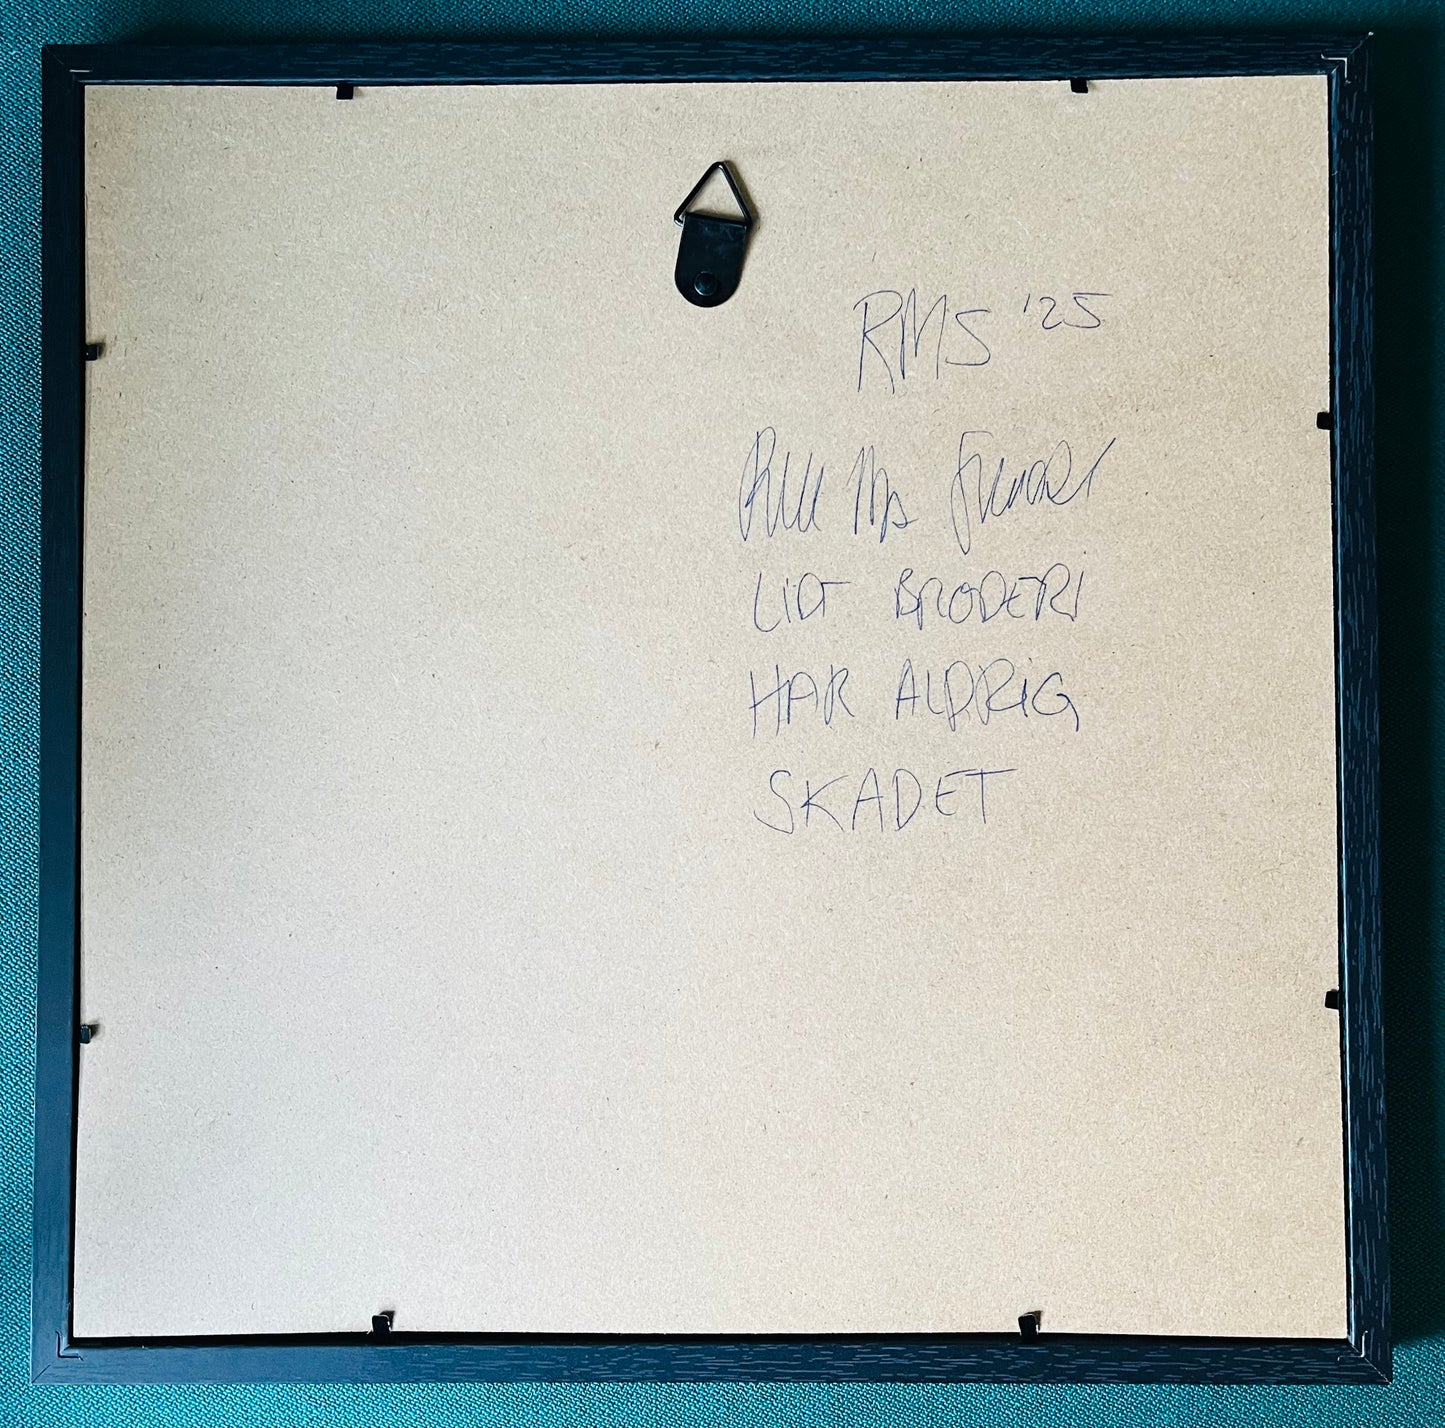 RMS '25
LIDT BRODERI
HAR ALDRIG
SKADET